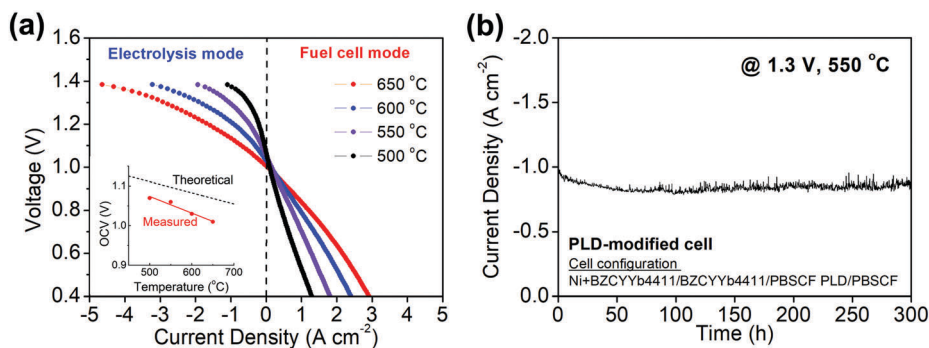 (a)
Electrolysis mode
Fuel cell mode
650 °C
600 °C
550 °C
500 °C
Theoretical
Measured
OCV (V)
1.1
1.0
0.9
500 600 700
Temperature (°C)
Voltage (V)
1.6
1.4
1.2
1.0
0.8
0.6
0.4
-5 -4 -3 -2 -1 0 1 2 3 4 5
Current Density (A cm-2)
(b)
@ 1.3 V, 550 °C
Current Density (A cm-2)
-2.0
-1.5
-1.0
-0.5
0.0
PLD-modified cell
Cell configuration
Ni+BZCYYb4411/BZCYYb4411/PBSCF PLD/PBSCF
0 50 100 150 200 250 300
Time (h)